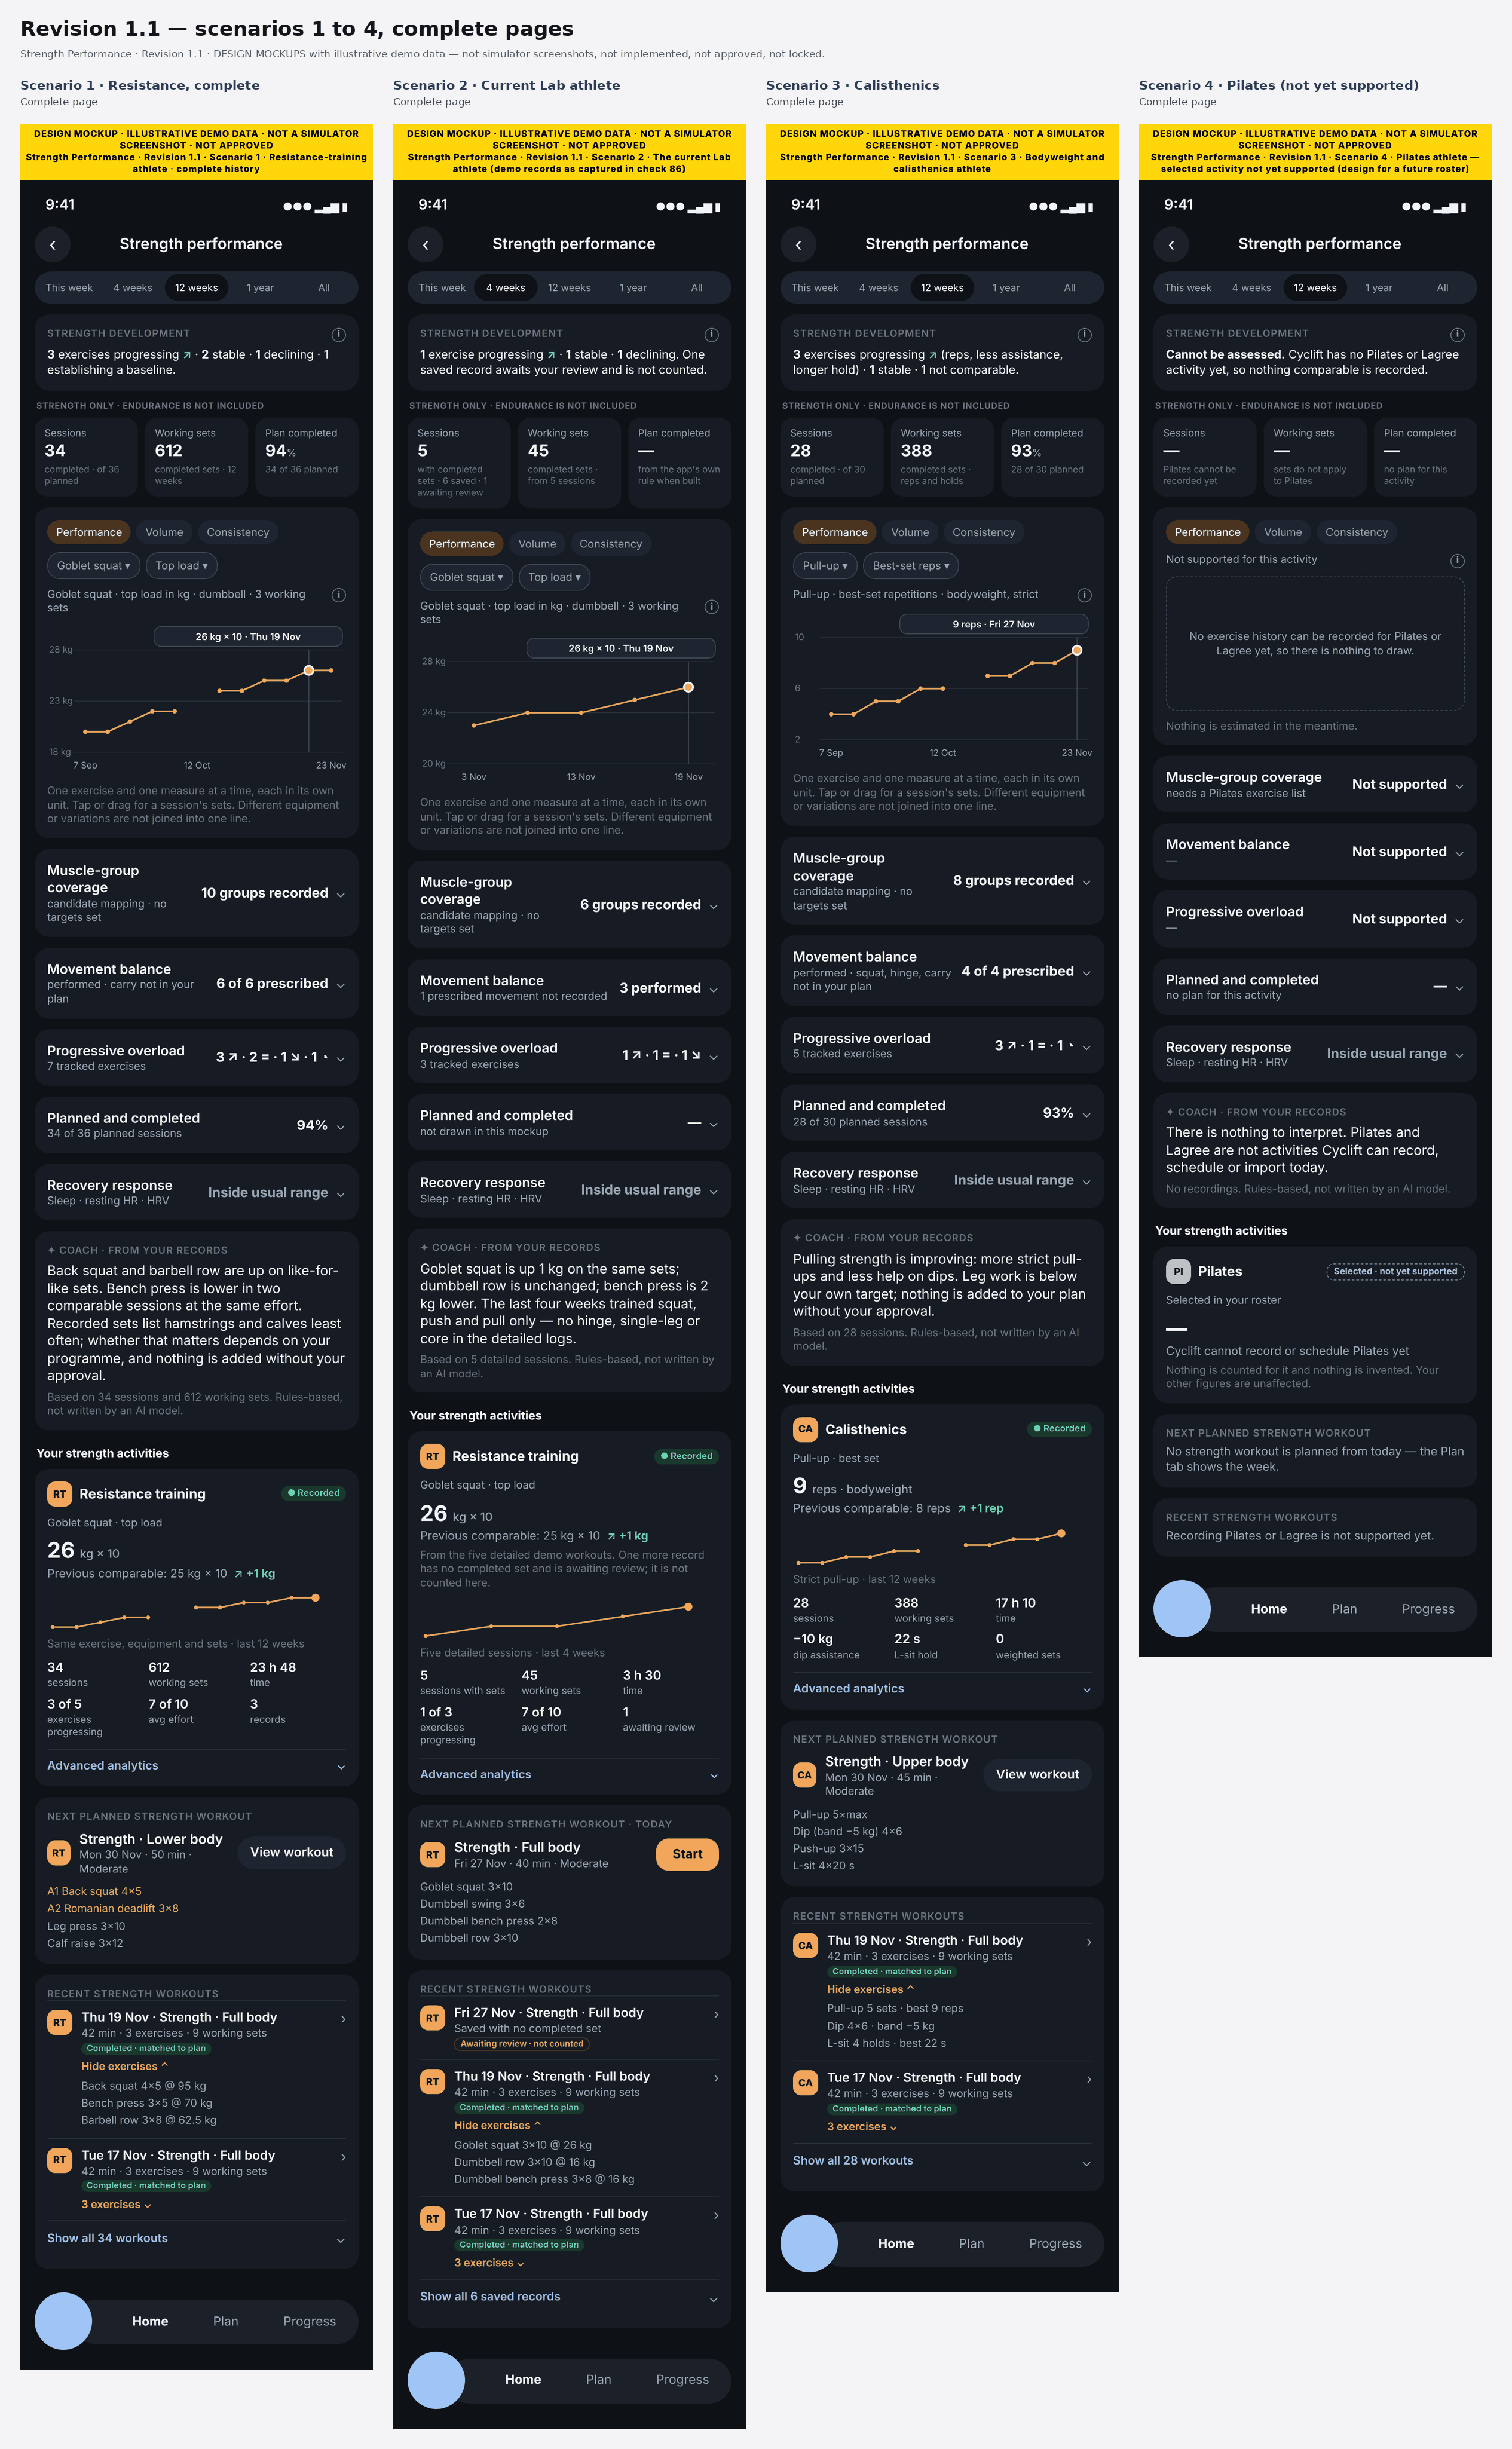 Revision 1.1 — scenarios 1 to 4, complete pages
Strength Performance · Revision 1.1 · DESIGN MOCKUPS with illustrative demo data — not simulator screenshots, not implemented, not approved, not locked.
Scenario 1 · Resistance, complete
Complete page
DESIGN MOCKUP · ILLUSTRATIVE DEMO DATA · NOT A SIMULATOR
SCREENSHOT · NOT APPROVED
Strength Performance · Revision 1.1 · Scenario 1 · Resistance-training
athlete · complete history
9:41
Strength performance
This week 4 weeks 12 weeks 1 year All
STRENGTH DEVELOPMENT
3 exercises progressing ↗ · 2 stable · 1 declining · 1
establishing a baseline.
STRENGTH ONLY · ENDURANCE IS NOT INCLUDED
Sessions
34
completed · of 36
planned
Working sets
612
completed sets · 12
weeks
Plan completed
94%
34 of 36 planned
Performance Volume Consistency
Goblet squat ▾ Top load ▾
Goblet squat · top load in kg · dumbbell · 3 working
sets
26 kg × 10 · Thu 19 Nov
28 kg
23 kg
18 kg
7 Sep 12 Oct 23 Nov
One exercise and one measure at a time, each in its own
unit. Tap or drag for a session's sets. Different equipment
or variations are not joined into one line.
Muscle-group
coverage
candidate mapping · no
targets set
10 groups recorded
Movement balance
performed · carry not in your
plan
6 of 6 prescribed
Progressive overload
7 tracked exercises
3 ↗ · 2 = · 1 ↘ · 1 ·
Planned and completed
34 of 36 planned sessions
94%
Recovery response
Sleep · resting HR · HRV
Inside usual range
✦ COACH · FROM YOUR RECORDS
Back squat and barbell row are up on like-for-
like sets. Bench press is lower in two
comparable sessions at the same effort.
Recorded sets list hamstrings and calves least
often; whether that matters depends on your
programme, and nothing is added without your
approval.
Based on 34 sessions and 612 working sets. Rules-based,
not written by an AI model.
Your strength activities
RT Resistance training ● Recorded
Goblet squat · top load
26 kg × 10
Previous comparable: 25 kg × 10 ↗ +1 kg
Same exercise, equipment and sets · last 12 weeks
34
sessions
612
working sets
23 h 48
time
3 of 5
exercises
progressing
7 of 10
avg effort
3
records
Advanced analytics
NEXT PLANNED STRENGTH WORKOUT
RT
Strength · Lower body
Mon 30 Nov · 50 min ·
Moderate
View workout
A1 Back squat 4×5
A2 Romanian deadlift 3×8
Leg press 3×10
Calf raise 3×12
RECENT STRENGTH WORKOUTS
RT
Thu 19 Nov · Strength · Full body
42 min · 3 exercises · 9 working sets
Completed · matched to plan
Hide exercises
Back squat 4×5 @ 95 kg
Bench press 3×5 @ 70 kg
Barbell row 3×8 @ 62.5 kg
RT
Tue 17 Nov · Strength · Full body
42 min · 3 exercises · 9 working sets
Completed · matched to plan
3 exercises
Show all 34 workouts
Home Plan Progress
Scenario 2 · Current Lab athlete
Complete page
DESIGN MOCKUP · ILLUSTRATIVE DEMO DATA · NOT A SIMULATOR
SCREENSHOT · NOT APPROVED
Strength Performance · Revision 1.1 · Scenario 2 · The current Lab
athlete (demo records as captured in check 86)
9:41
Strength performance
This week 4 weeks 12 weeks 1 year All
STRENGTH DEVELOPMENT
1 exercise progressing ↗ · 1 stable · 1 declining. One
saved record awaits your review and is not counted.
STRENGTH ONLY · ENDURANCE IS NOT INCLUDED
Sessions
5
with completed
sets · 6 saved · 1
awaiting review
Working sets
45
completed sets ·
from 5 sessions
Plan completed
—
from the app's own
rule when built
Performance Volume Consistency
Goblet squat ▾ Top load ▾
Goblet squat · top load in kg · dumbbell · 3 working
sets
26 kg × 10 · Thu 19 Nov
28 kg
24 kg
20 kg
3 Nov 13 Nov 19 Nov
One exercise and one measure at a time, each in its own
unit. Tap or drag for a session's sets. Different equipment
or variations are not joined into one line.
Muscle-group
coverage
candidate mapping · no
targets set
6 groups recorded
Movement balance
1 prescribed movement not recorded
3 performed
Progressive overload
3 tracked exercises
1 ↗ · 1 = · 1 ↘
Planned and completed
not drawn in this mockup
—
Recovery response
Sleep · resting HR · HRV
Inside usual range
✦ COACH · FROM YOUR RECORDS
Goblet squat is up 1 kg on the same sets;
dumbbell row is unchanged; bench press is 2
kg lower. The last four weeks trained squat,
push and pull only — no hinge, single-leg or
core in the detailed logs.
Based on 5 detailed sessions. Rules-based, not written by
an AI model.
Your strength activities
RT Resistance training ● Recorded
Goblet squat · top load
26 kg × 10
Previous comparable: 25 kg × 10 ↗ +1 kg
From the five detailed demo workouts. One more record
has no completed set and is awaiting review; it is not
counted here.
Five detailed sessions · last 4 weeks
5
sessions with sets
45
working sets
3 h 30
time
1 of 3
exercises
progressing
7 of 10
avg effort
1
awaiting review
Advanced analytics
NEXT PLANNED STRENGTH WORKOUT · TODAY
RT
Strength · Full body
Fri 27 Nov · 40 min · Moderate
Start
Goblet squat 3×10
Dumbbell swing 3×6
Dumbbell bench press 2×8
Dumbbell row 3×10
RECENT STRENGTH WORKOUTS
RT
Fri 27 Nov · Strength · Full body
Saved with no completed set
Awaiting review · not counted
RT
Thu 19 Nov · Strength · Full body
42 min · 3 exercises · 9 working sets
Completed · matched to plan
Hide exercises
Goblet squat 3×10 @ 26 kg
Dumbbell row 3×10 @ 16 kg
Dumbbell bench press 3×8 @ 16 kg
RT
Tue 17 Nov · Strength · Full body
42 min · 3 exercises · 9 working sets
Completed · matched to plan
3 exercises
Show all 6 saved records
Home Plan Progress
Scenario 3 · Calisthenics
Complete page
DESIGN MOCKUP · ILLUSTRATIVE DEMO DATA · NOT A SIMULATOR
SCREENSHOT · NOT APPROVED
Strength Performance · Revision 1.1 · Scenario 3 · Bodyweight and
calisthenics athlete
9:41
Strength performance
This week 4 weeks 12 weeks 1 year All
STRENGTH DEVELOPMENT
3 exercises progressing ↗ (reps, less assistance,
longer hold) · 1 stable · 1 not comparable.
STRENGTH ONLY · ENDURANCE IS NOT INCLUDED
Sessions
28
completed · of 30
planned
Working sets
388
completed sets ·
reps and holds
Plan completed
93%
28 of 30 planned
Performance Volume Consistency
Pull-up ▾ Best-set reps ▾
Pull-up · best-set repetitions · bodyweight, strict
9 reps · Fri 27 Nov
10
6
2
7 Sep 12 Oct 23 Nov
One exercise and one measure at a time, each in its own
unit. Tap or drag for a session's sets. Different equipment
or variations are not joined into one line.
Muscle-group
coverage
candidate mapping · no
targets set
8 groups recorded
Movement balance
performed · squat, hinge, carry
not in your plan
4 of 4 prescribed
Progressive overload
5 tracked exercises
3 ↗ · 1 = · 1 ·
Planned and completed
28 of 30 planned sessions
93%
Recovery response
Sleep · resting HR · HRV
Inside usual range
✦ COACH · FROM YOUR RECORDS
Pulling strength is improving: more strict pull-
ups and less help on dips. Leg work is below
your own target; nothing is added to your plan
without your approval.
Based on 28 sessions. Rules-based, not written by an AI
model.
Your strength activities
CA Calisthenics ● Recorded
Pull-up · best set
9 reps · bodyweight
Previous comparable: 8 reps ↗ +1 rep
Strict pull-up · last 12 weeks
28
sessions
388
working sets
17 h 10
time
−10 kg
dip assistance
22 s
L-sit hold
0
weighted sets
Advanced analytics
NEXT PLANNED STRENGTH WORKOUT
CA
Strength · Upper body
Mon 30 Nov · 45 min ·
Moderate
View workout
Pull-up 5×max
Dip (band −5 kg) 4×6
Push-up 3×15
L-sit 4×20 s
RECENT STRENGTH WORKOUTS
CA
Thu 19 Nov · Strength · Full body
42 min · 3 exercises · 9 working sets
Completed · matched to plan
Hide exercises
Pull-up 5 sets · best 9 reps
Dip 4×6 · band −5 kg
L-sit 4 holds · best 22 s
CA
Tue 17 Nov · Strength · Full body
42 min · 3 exercises · 9 working sets
Completed · matched to plan
3 exercises
Show all 28 workouts
Home Plan Progress
Scenario 4 · Pilates (not yet supported)
Complete page
DESIGN MOCKUP · ILLUSTRATIVE DEMO DATA · NOT A SIMULATOR
SCREENSHOT · NOT APPROVED
Strength Performance · Revision 1.1 · Scenario 4 · Pilates athlete —
selected activity not yet supported (design for a future roster)
9:41
Strength performance
This week 4 weeks 12 weeks 1 year All
STRENGTH DEVELOPMENT
Cannot be assessed. Cyclift has no Pilates or Lagree
activity yet, so nothing comparable is recorded.
STRENGTH ONLY · ENDURANCE IS NOT INCLUDED
Sessions
—
Pilates cannot be
recorded yet
Working sets
—
sets do not apply
to Pilates
Plan completed
—
no plan for this
activity
Performance Volume Consistency
Not supported for this activity
No exercise history can be recorded for Pilates or
Lagree yet, so there is nothing to draw.
Nothing is estimated in the meantime.
Muscle-group coverage
needs a Pilates exercise list
Not supported
Movement balance
—
Not supported
Progressive overload
—
Not supported
Planned and completed
no plan for this activity
—
Recovery response
Sleep · resting HR · HRV
Inside usual range
✦ COACH · FROM YOUR RECORDS
There is nothing to interpret. Pilates and
Lagree are not activities Cyclift can record,
schedule or import today.
No recordings. Rules-based, not written by an AI model.
Your strength activities
PI Pilates Selected · not yet supported
Selected in your roster
—
Cyclift cannot record or schedule Pilates yet
Nothing is counted for it and nothing is invented. Your
other figures are unaffected.
NEXT PLANNED STRENGTH WORKOUT
No strength workout is planned from today — the Plan
tab shows the week.
RECENT STRENGTH WORKOUTS
Recording Pilates or Lagree is not supported yet.
Home Plan Progress